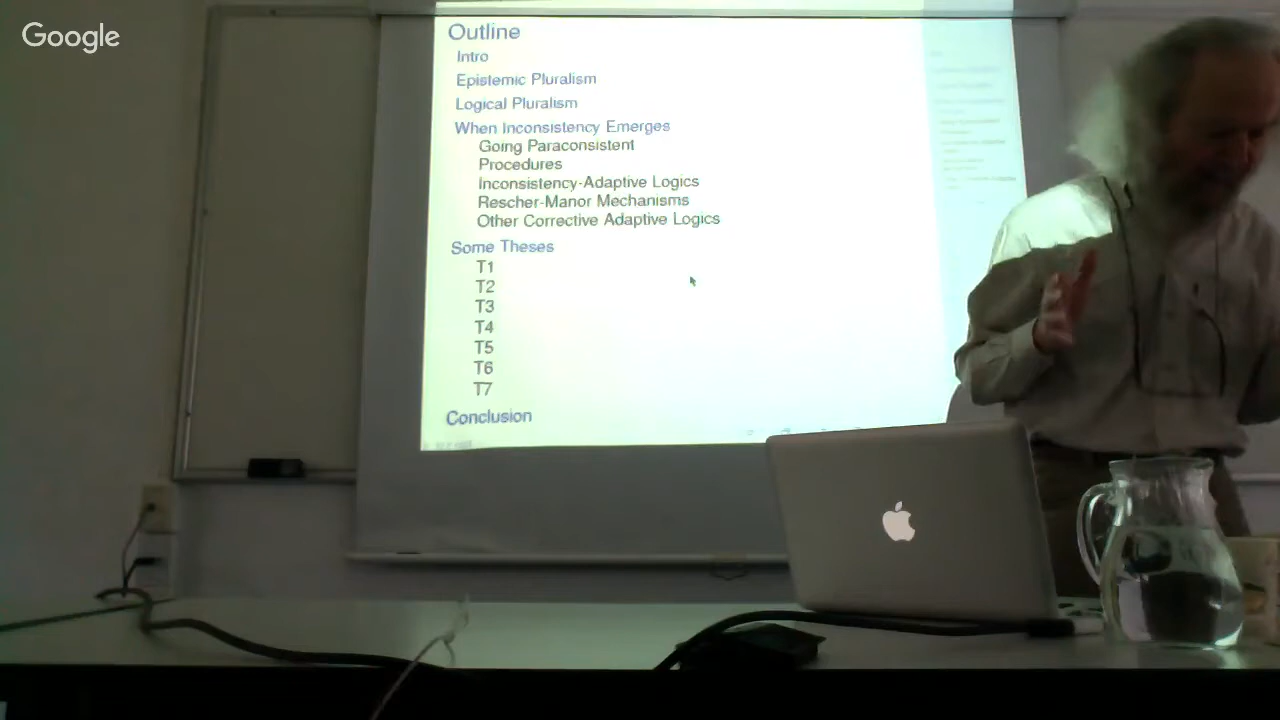 Google
Outline
Intro
Epistemic Pluralism
Logical Pluralism
When Inconsistency Emerges
Going Paraconsistent
Procedures
Inconsistency-Adaptive Logics
Rescher-Manor Mechanisms
Other Corrective Adaptive Logics
Some Theses
T1
T2
T3
T4
T5
T6
T7
Conclusion